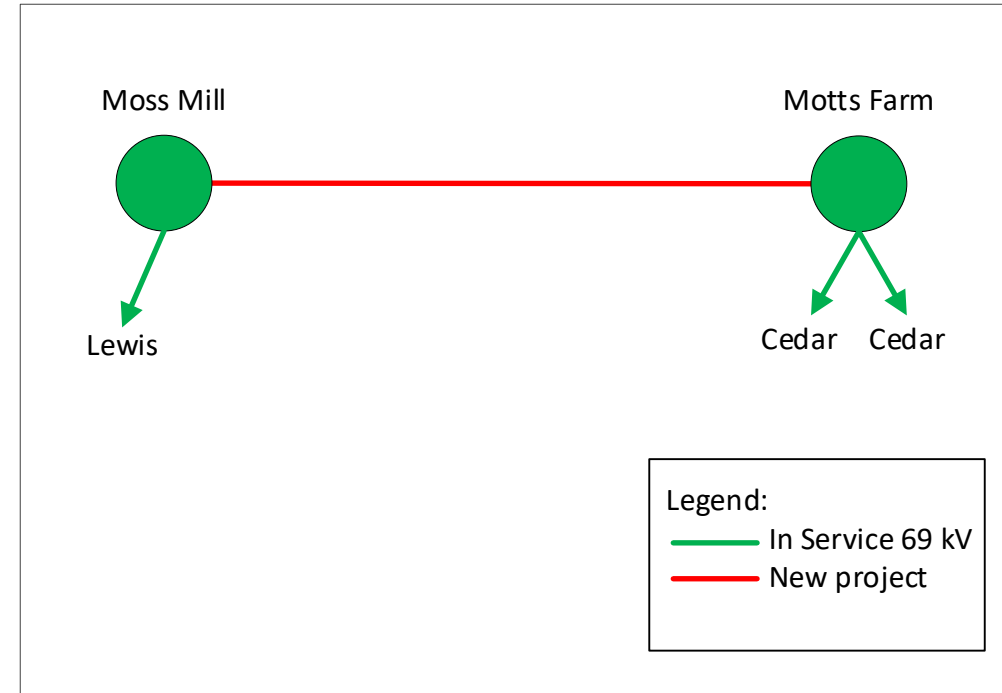 Moss Mill
Motts Farm
Lewis
Cedar
Cedar
Legend:
In Service 69 kV
New project